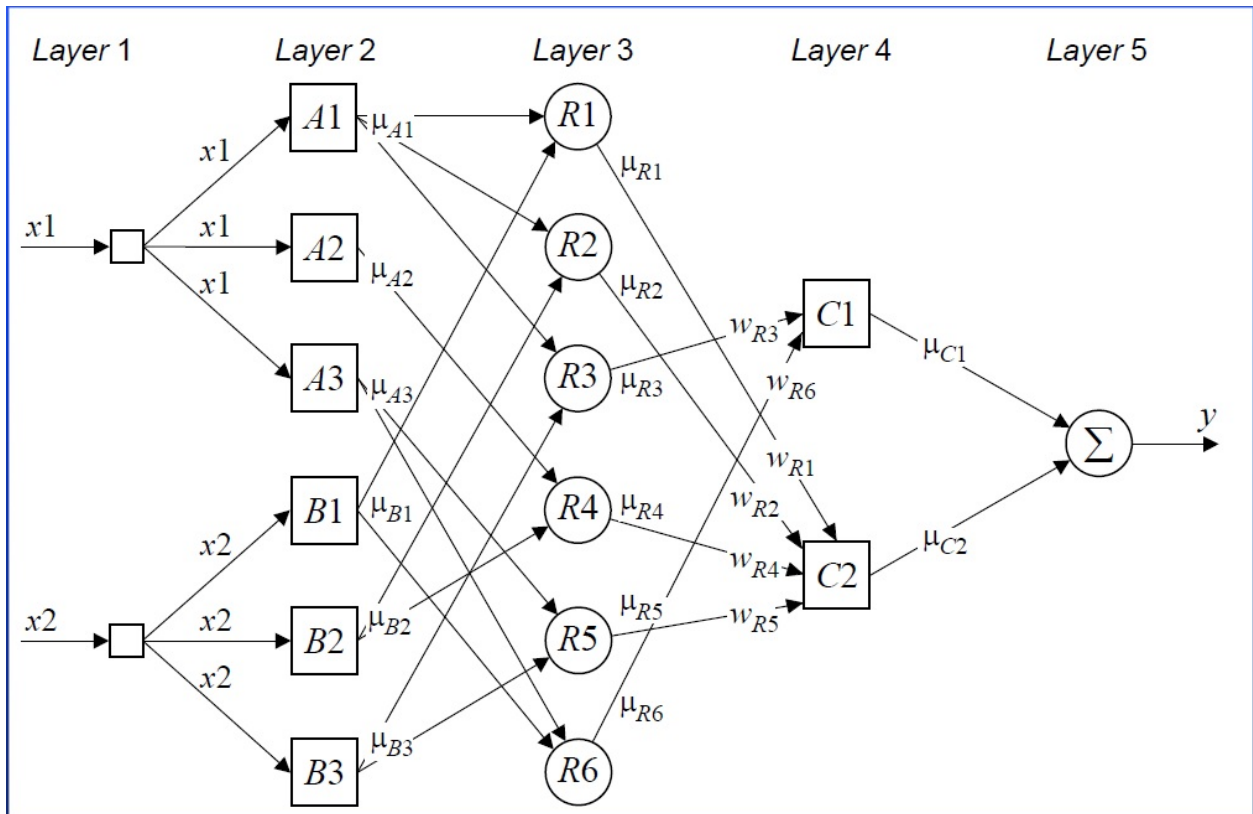 Layer 1 Layer 2 Layer 3 Layer 4 Layer 5
A1 μA1 R1
x1 μR1
x1 x1 A2 R2
μA2 μR2
x1 C1
wR3 μC1
A3 μA3 R3 μR3 wR6
y
Σ
wR1
B1 μB1 R4 μR4 wR2
x2 μC2
wR4 C2
x2 x2 B2 μB2 R5 μR5 wR5
x2
μR6
B3 μB3 R6